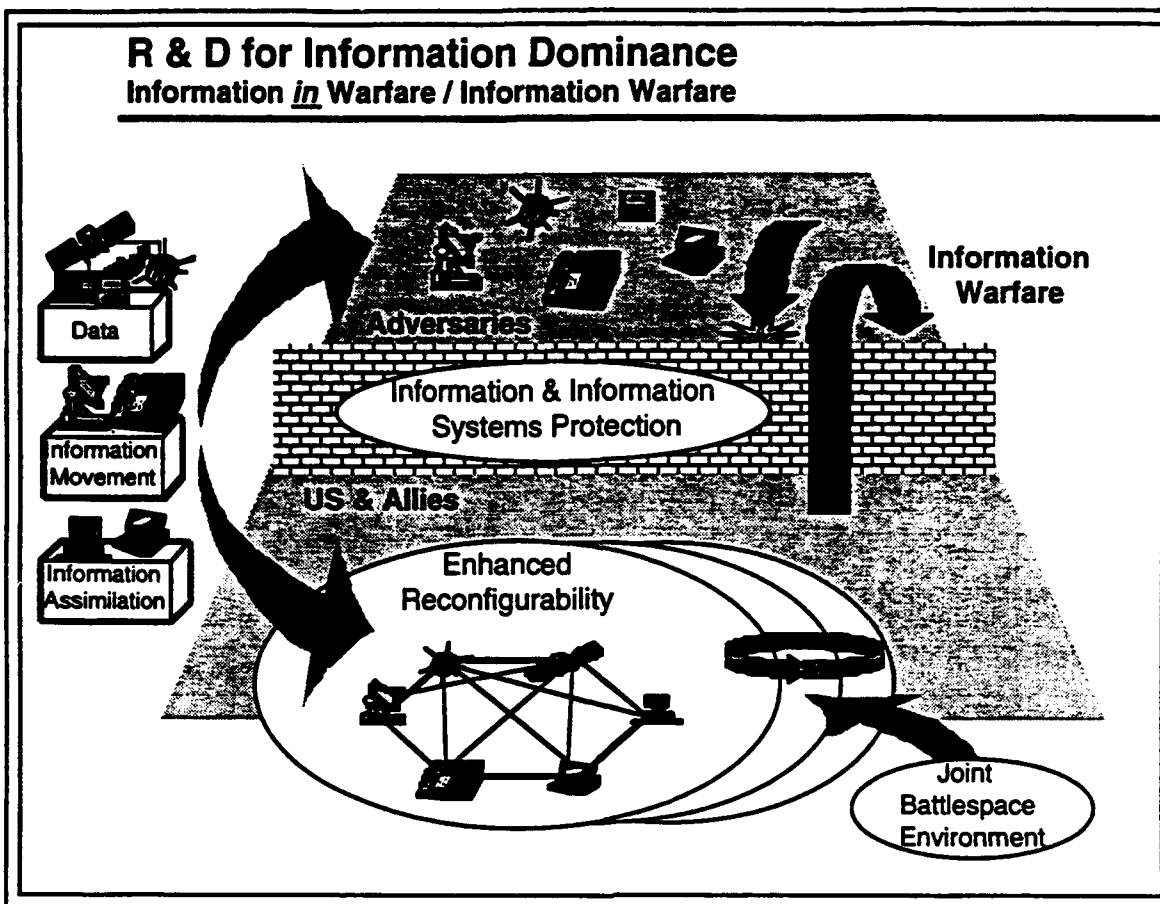 R & D for Information Dominance
Information in Warfare / Information Warfare
Data
nformation
Movement
Information
Assimilation
Adversaries
Information
Warfare
Information & Information
Systems Protection
US & Allies
Enhanced
Reconfigurability
Joint
Battlespace
Environment